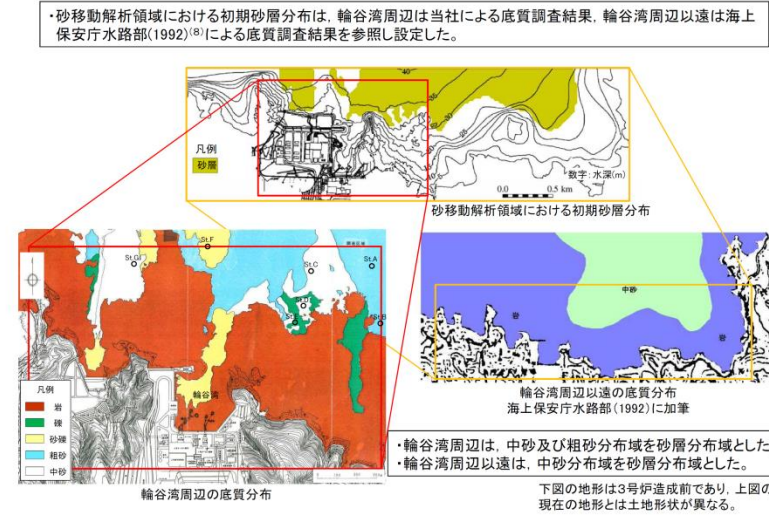 ・砂移動解析領域における初期砂層分布は，輪谷湾周辺は当社による底質調査結果，輪谷湾周辺以遠は海上
保安庁水路部(1992)⁽⁸⁾による底質調査結果を参照し設定した。
凡例
砂層
数字：水深(m)
0.0 0.5 km
砂移動解析領域における初期砂層分布
St.F
St.G
St.C
St.A
St.B
輪谷湾
凡例
岩
礫
砂礫
粗砂
中砂
輪谷湾周辺の底質分布
中砂
岩
岩
輪谷湾周辺以遠の底質分布
海上保安庁水路部(1992)に加筆
・輪谷湾周辺は，中砂及び粗砂分布域を砂層分布域とした
・輪谷湾周辺以遠は，中砂分布域を砂層分布域とした。
下図の地形は3号炉造成前であり，上図の
現在の地形とは土地形状が異なる。